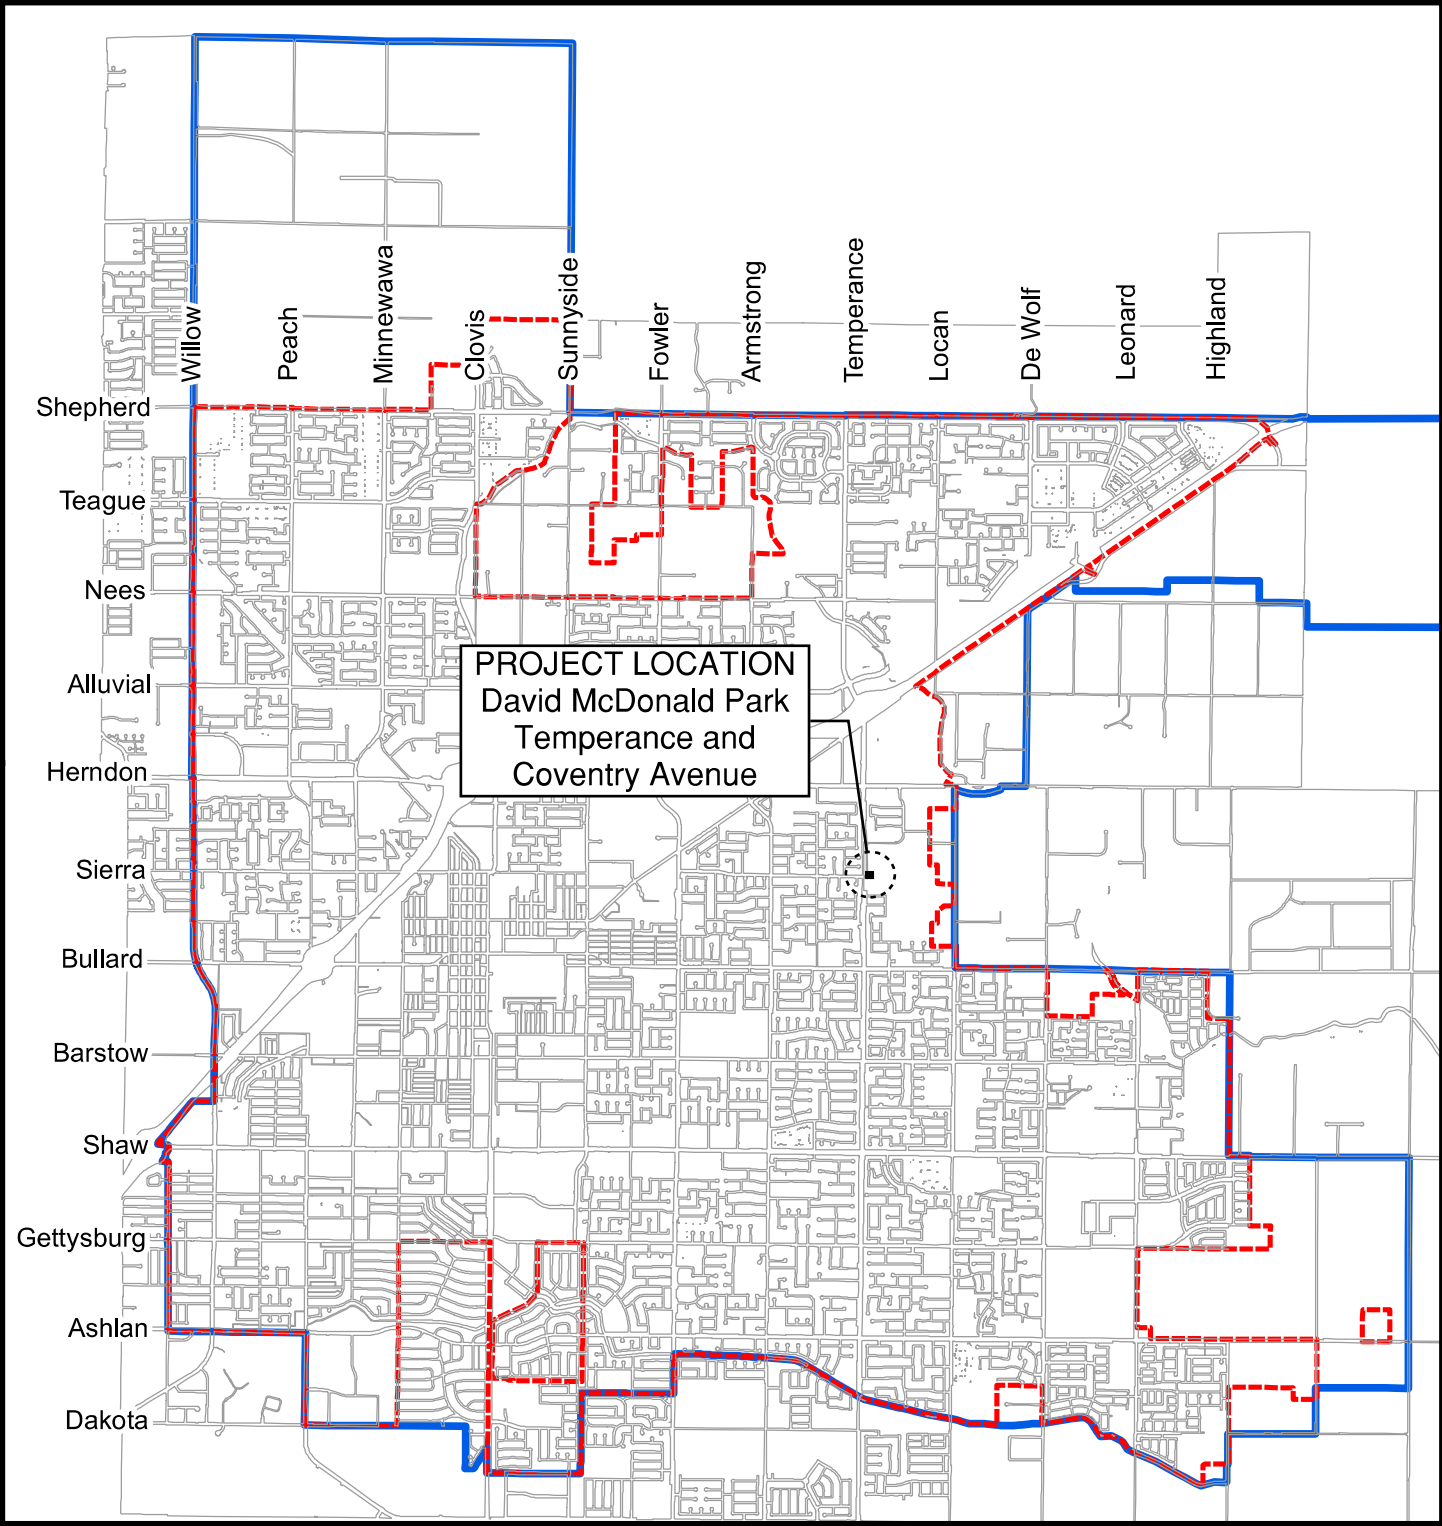 Willow
Peach
Minnewawa
Clovis
Sunnyside
Fowler
Armstrong
Temperance
Locan
De Wolf
Leonard
Highland
Shepherd
Teague
Nees
Alluvial
Herndon
Sierra
Bullard
Barstow
Shaw
Gettysburg
Ashlan
Dakota
PROJECT LOCATION
David McDonald Park
Temperance and
Coventry Avenue